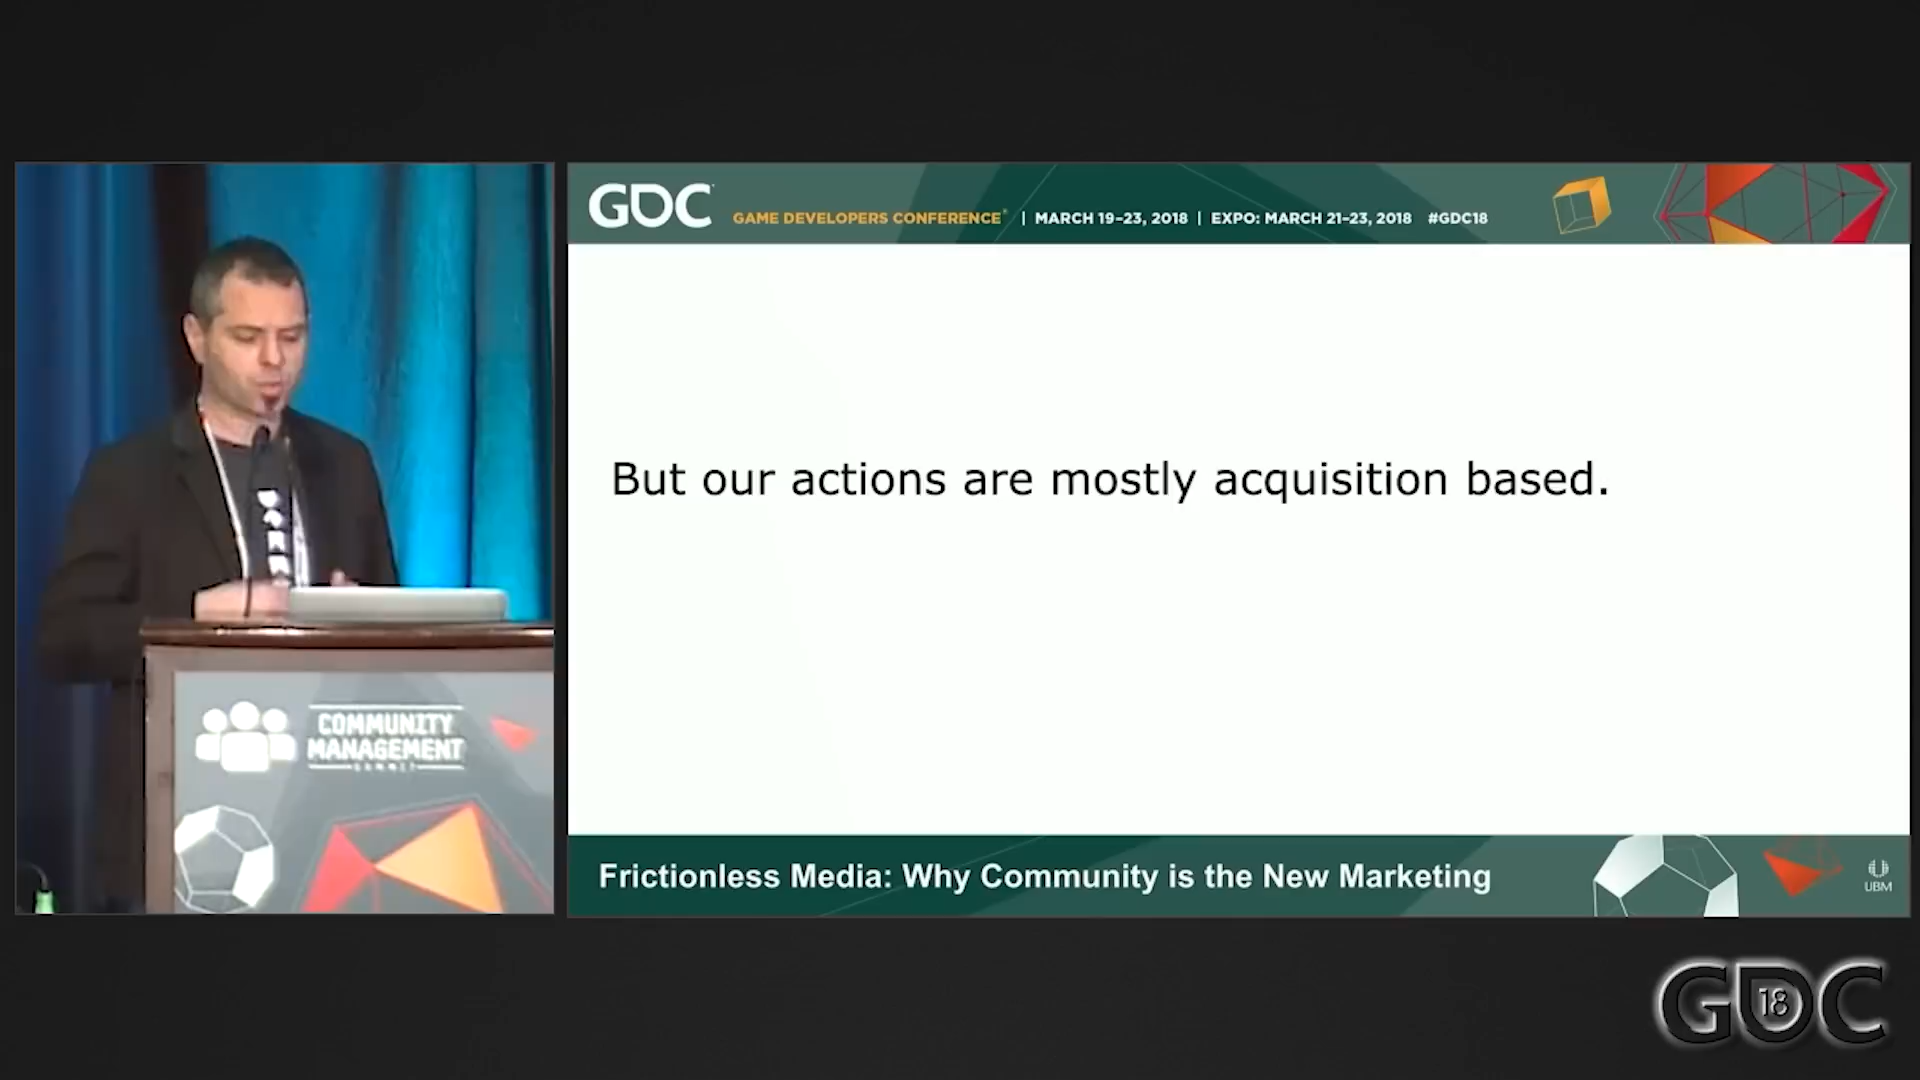 GDC
GAME DEVELOPERS CONFERENCE® | MARCH 19–23, 2018 | EXPO: MARCH 21–23, 2018 #GDC18
But our actions are mostly acquisition based.
COMMUNITY
MANAGEMENT
SUMMIT
Frictionless Media: Why Community is the New Marketing
UBM
GDC
18